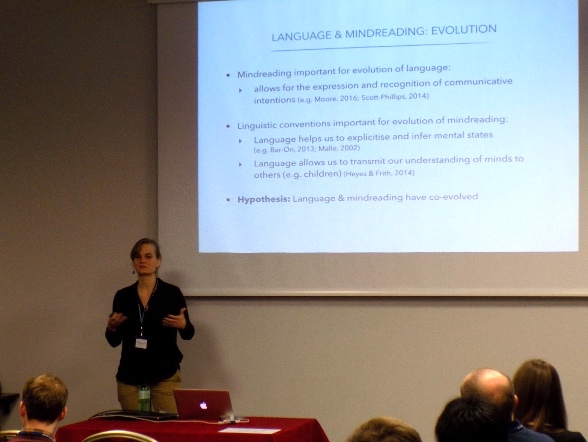 LANGUAGE & MINDREADING: EVOLUTION
• Mindreading important for evolution of language:
‣ allows for the expression and recognition of communicative
intentions (e.g. Moore, 2016; Scott-Phillips, 2014)
• Linguistic conventions important for evolution of mindreading:
‣ Language helps us to explicitise and infer mental states
(e.g. Bar-On, 2013; Malle, 2002)
‣ Language allows us to transmit our understanding of minds to
others (e.g. children) (Heyes & Frith, 2014)
• Hypothesis: Language & mindreading have co-evolved